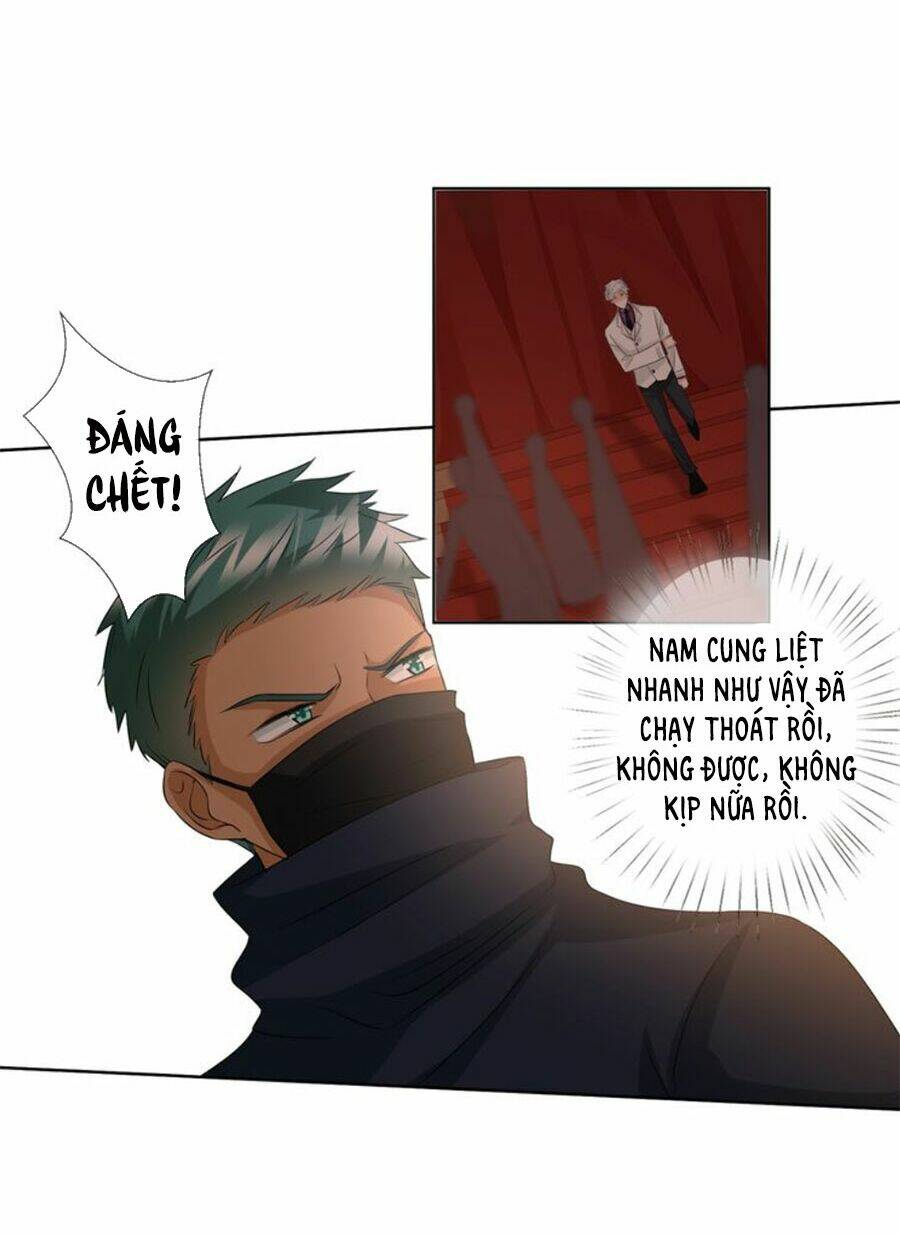 ĐÁNG
CHẾT!
NAM CUNG LIỆT
NHANH NHƯ VẬY ĐÃ
CHẠY THOÁT RỒI,
KHÔNG ĐƯỢC, KHÔNG
KỊP NỮA RỒI.